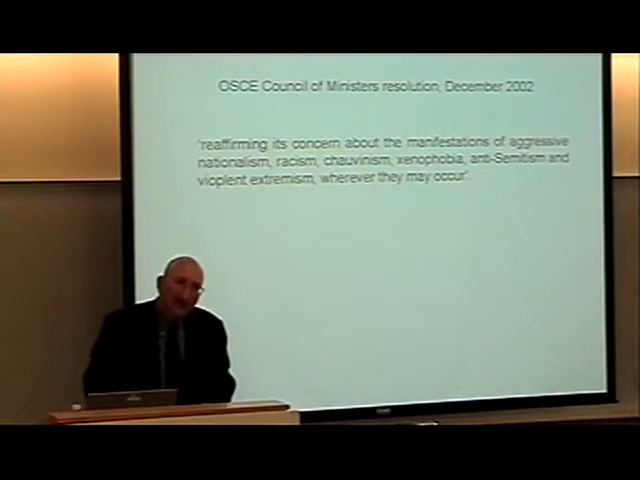 OSCE Council of Ministers resolution, December 2002
'reaffirming its concern about the manifestations of aggressive
nationalism, racism, chauvinism, xenophobia, anti-Semitism and
vioplent extremism, wherever they may occur'